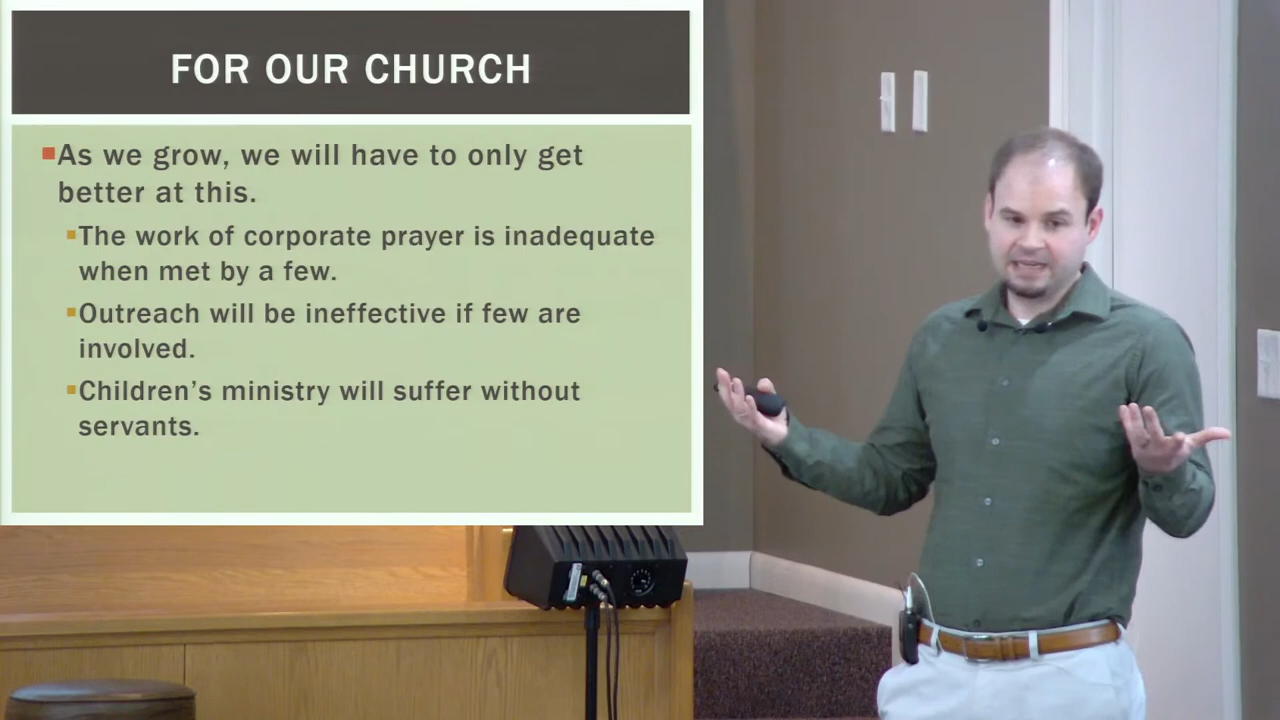 FOR OUR CHURCH
As we grow, we will have to only get
better at this.
The work of corporate prayer is inadequate
when met by a few.
Outreach will be ineffective if few are
involved.
Children's ministry will suffer without
servants.